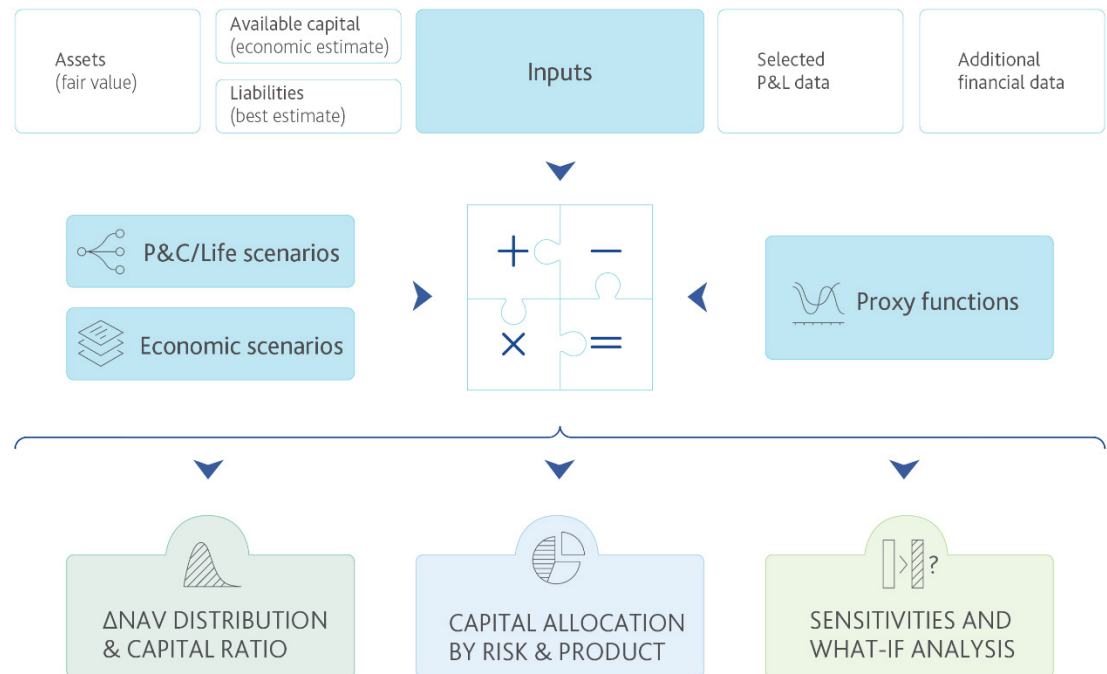 Assets
(fair value)
Available capital
(economic estimate)
Liabilities
(best estimate)
Inputs
Selected
P&L data
Additional
financial data
P&C/Life scenarios
Economic scenarios
+ −
× =
Proxy functions
ΔNAV DISTRIBUTION
& CAPITAL RATIO
CAPITAL ALLOCATION
BY RISK & PRODUCT
>
?
SENSITIVITIES AND
WHAT-IF ANALYSIS